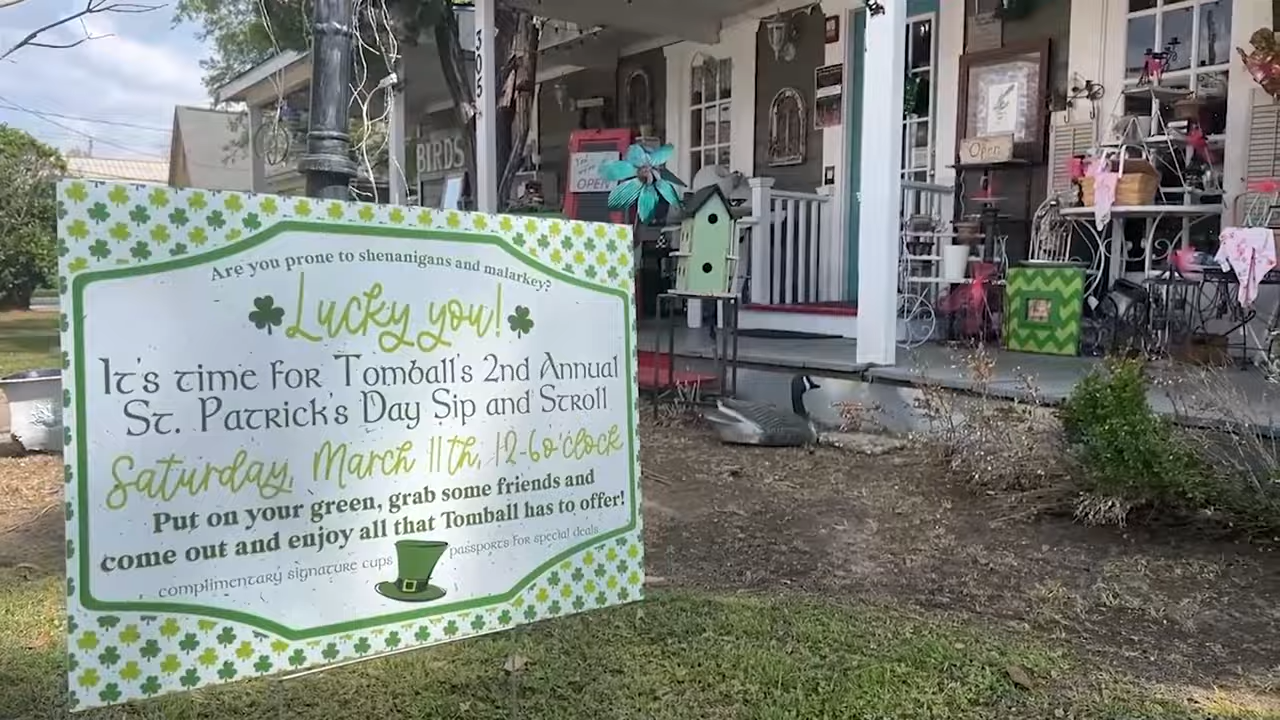 Are you prone to shenanigans and malarkey?
Lucky you!
It's time for Tomball's 2nd Annual
St. Patrick's Day Sip and Stroll
Saturday, March 11th, 12-6 o'clock
Put on your green, grab some friends and
come out and enjoy all that Tomball has to offer!
complimentary signature cups
passports for special deals
305
BIRDS
OPEN
Open